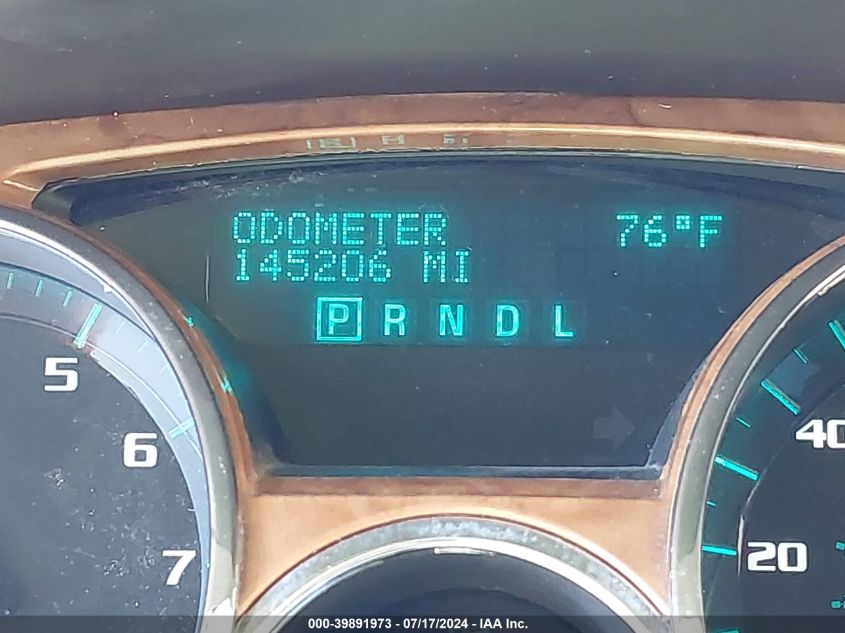 ODOMETER 76°F
145206 MI
P R N D L
5
6
7
40
20
000-39891973 - 07/17/2024 - IAA Inc.